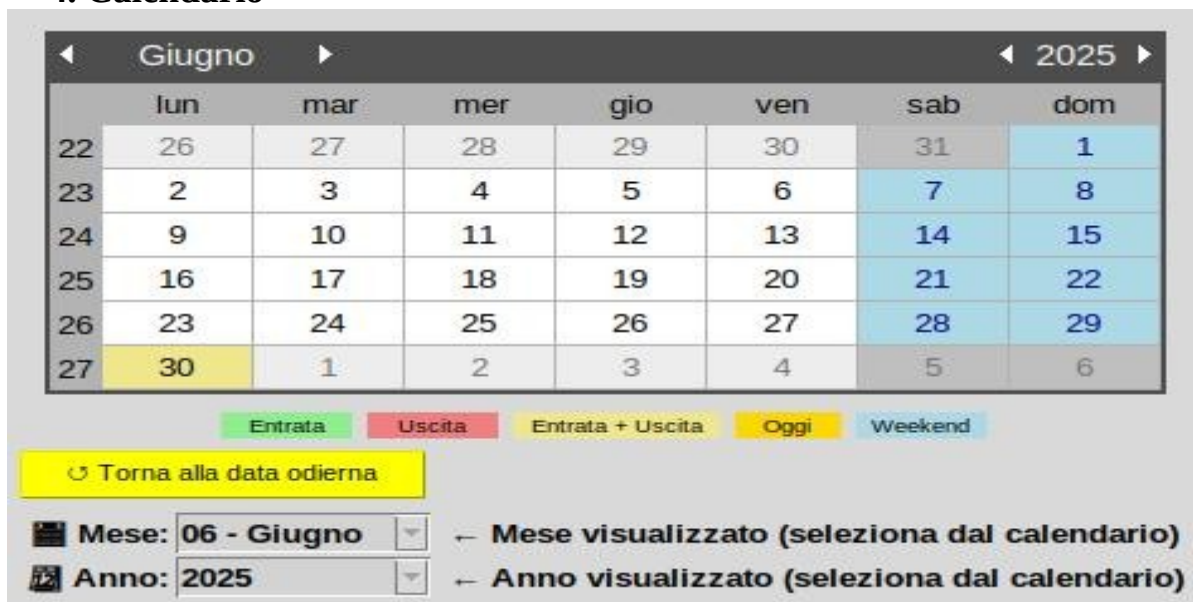 4. Calendario
◀ Giugno ▶ ◀ 2025 ▶
lun mar mer gio ven sab dom
22 26 27 28 29 30 31 1
23 2 3 4 5 6 7 8
24 9 10 11 12 13 14 15
25 16 17 18 19 20 21 22
26 23 24 25 26 27 28 29
27 30 1 2 3 4 5 6
Entrata Uscita Entrata + Uscita Oggi Weekend
↺ Torna alla data odierna
Mese: 06 - Giugno ← Mese visualizzato (seleziona dal calendario)
Anno: 2025 ← Anno visualizzato (seleziona dal calendario)